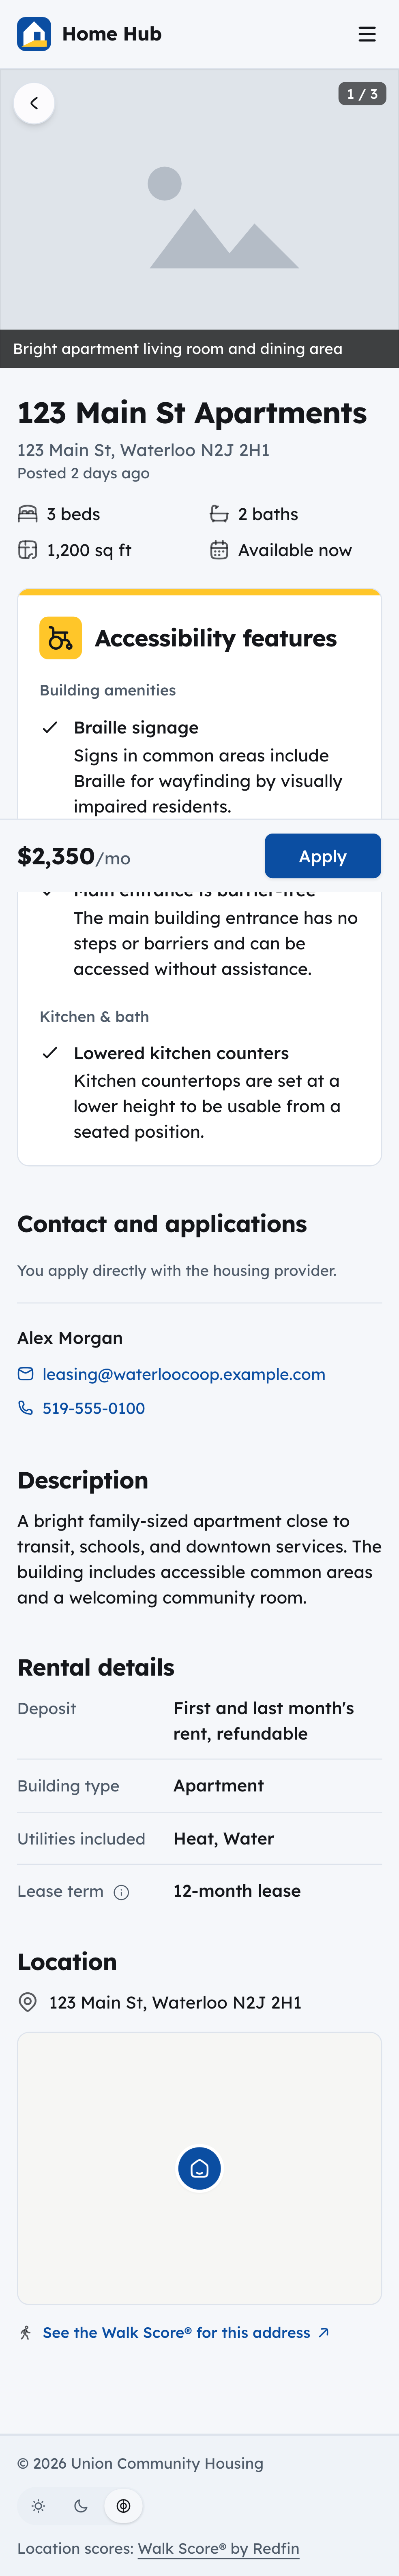 Home Hub
1 / 3
Bright apartment living room and dining area
123 Main St Apartments
123 Main St, Waterloo N2J 2H1
Posted 2 days ago
3 beds
2 baths
1,200 sq ft
Available now
Accessibility features
Building amenities
Braille signage
Signs in common areas include
Braille for wayfinding by visually
impaired residents.
$2,350/mo
Apply
Main entrance is barrier-free
The main building entrance has no
steps or barriers and can be
accessed without assistance.
Kitchen & bath
Lowered kitchen counters
Kitchen countertops are set at a
lower height to be usable from a
seated position.
Contact and applications
You apply directly with the housing provider.
Alex Morgan
leasing@waterloocoop.example.com
519-555-0100
Description
A bright family-sized apartment close to
transit, schools, and downtown services. The
building includes accessible common areas
and a welcoming community room.
Rental details
Deposit
First and last month's
rent, refundable
Building type
Apartment
Utilities included
Heat, Water
Lease term
12-month lease
Location
123 Main St, Waterloo N2J 2H1
See the Walk Score® for this address
© 2026 Union Community Housing
Location scores: Walk Score® by Redfin